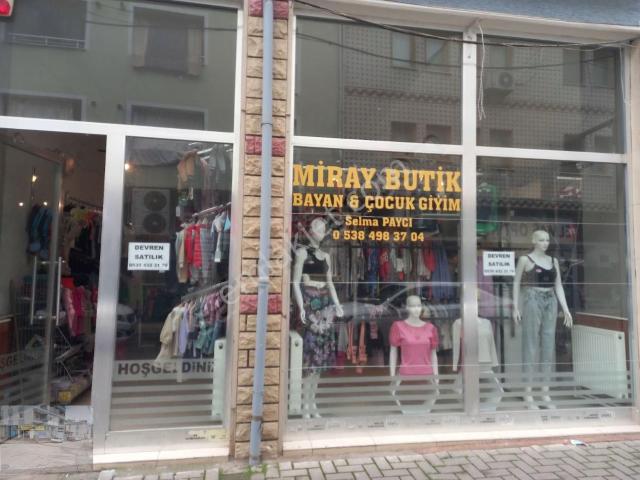 MİRAY BUTİK
BAYAN & ÇOCUK GİYİM
Selma PAYCI
0 538 498 37 04
DEVREN
SATILIK
DEVREN
SATILIK
HOŞGELDİNİZ